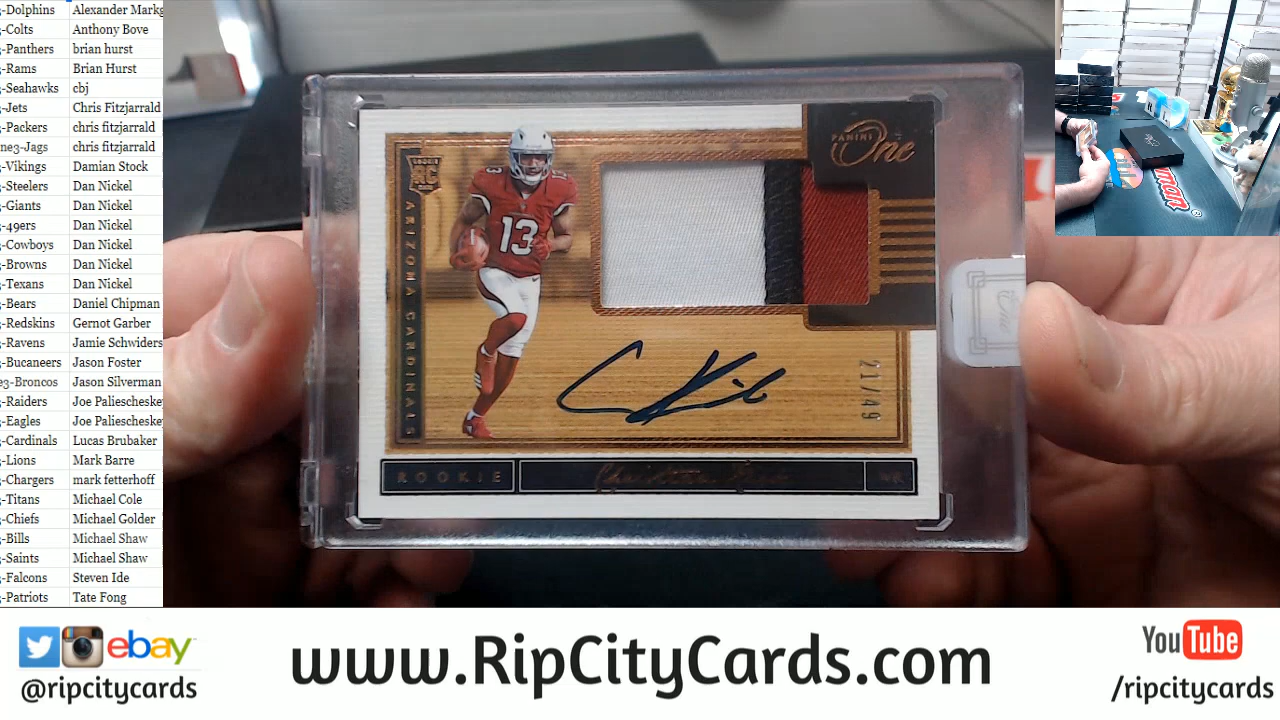 -Dolphins Alexander Markg
-Colts Anthony Bove
-Panthers brian hurst
-Rams Brian Hurst
-Seahawks cbj
-Jets Chris Fitzjarrald
-Packers chris fitzjarrald
ne3-Jags chris fitzjarrald
-Vikings Damian Stock
-Steelers Dan Nickel
-Giants Dan Nickel
-49ers Dan Nickel
-Cowboys Dan Nickel
-Browns Dan Nickel
-Texans Dan Nickel
-Bears Daniel Chipman
-Redskins Gernot Garber
-Ravens Jamie Schwiders
-Bucaneers Jason Foster
e3-Broncos Jason Silverman
-Raiders Joe Paliescheske
-Eagles Joe Paliescheske
-Cardinals Lucas Brubaker
-Lions Mark Barre
-Chargers mark fetterhoff
-Titans Michael Cole
-Chiefs Michael Golder
-Bills Michael Shaw
-Saints Michael Shaw
-Falcons Steven Ide
-Patriots Tate Fong
PANINI
One
RC
ARIZONA CARDINALS
13
21/49
ROOKIE
WR
One
man
ebay
@ripcitycards
www.RipCityCards.com
YouTube
/ripcitycards